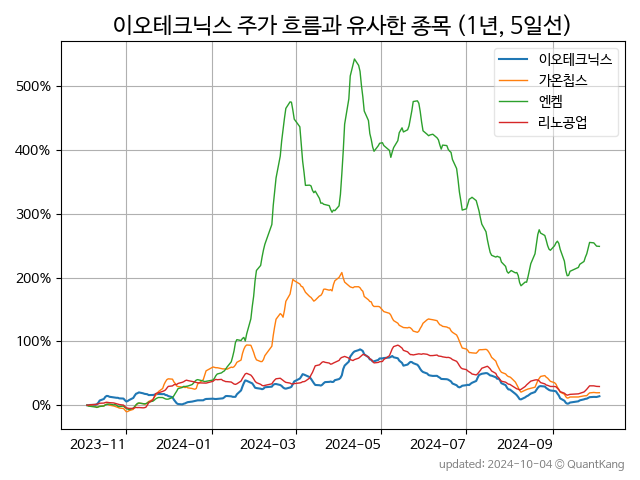 이오테크닉스 주가 흐름과 유사한 종목 (1년, 5일선)
이오테크닉스
가온칩스
엔켐
리노공업
500%
400%
300%
200%
100%
0%
2023-11 2024-01 2024-03 2024-05 2024-07 2024-09
updated: 2024-10-04 © QuantKang